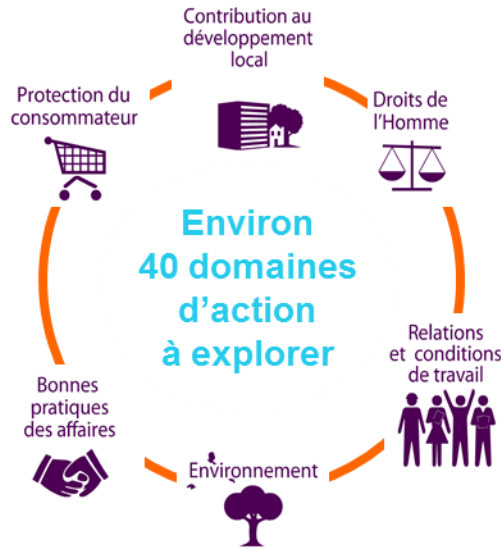 Contribution au
développement
local
Protection du
consommateur
Droits de
l'Homme
Environ
40 domaines
d'action
à explorer
Relations
et conditions
de travail
Bonnes
pratiques
des affaires
Environnement